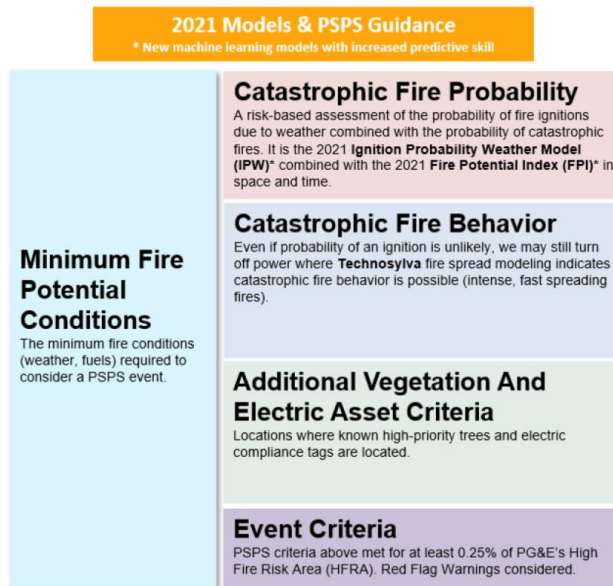 2021 Models & PSPS Guidance
* New machine learning models with increased predictive skill
Minimum Fire
Potential
Conditions
The minimum fire conditions
(weather, fuels) required to
consider a PSPS event.
Catastrophic Fire Probability
A risk-based assessment of the probability of fire ignitions
due to weather combined with the probability of catastrophic
fires. It is the 2021 Ignition Probability Weather Model
(IPW)* combined with the 2021 Fire Potential Index (FPI)* in
space and time.
Catastrophic Fire Behavior
Even if probability of an ignition is unlikely, we may still turn
off power where Technosylva fire spread modeling indicates
catastrophic fire behavior is possible (intense, fast spreading
fires).
Additional Vegetation And
Electric Asset Criteria
Locations where known high-priority trees and electric
compliance tags are located.
Event Criteria
PSPS criteria above met for at least 0.25% of PG&E's High
Fire Risk Area (HFRA). Red Flag Warnings considered.